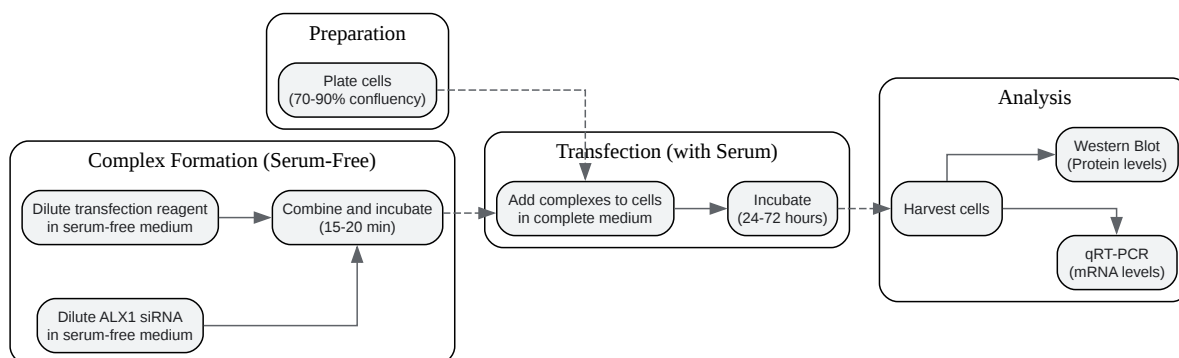 Preparation
Plate cells
(70-90% confluency)
Complex Formation (Serum-Free)
Dilute transfection reagent
in serum-free medium
Combine and incubate
(15-20 min)
Dilute ALX1 siRNA
in serum-free medium
Transfection (with Serum)
Add complexes to cells
in complete medium
Incubate
(24-72 hours)
Analysis
Harvest cells
Western Blot
(Protein levels)
qRT-PCR
(mRNA levels)